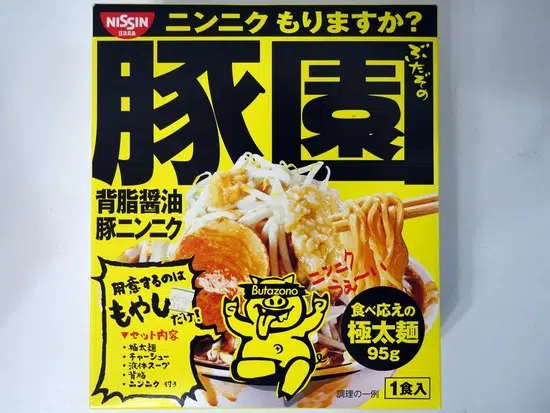 NISSIN
日清食品
ニンニク もりますか?
豚園
ぶたぞの
背脂醤油
豚ニンニク
用意するのは
もやし
だけ!
▼セット内容
・極太麺
・チャーシュー
・液体スープ
・背脂
・ニンニク 付き
Butazono
ニンニク
うぇーい
食べ応えの
極太麺
95g
調理の一例
1食入